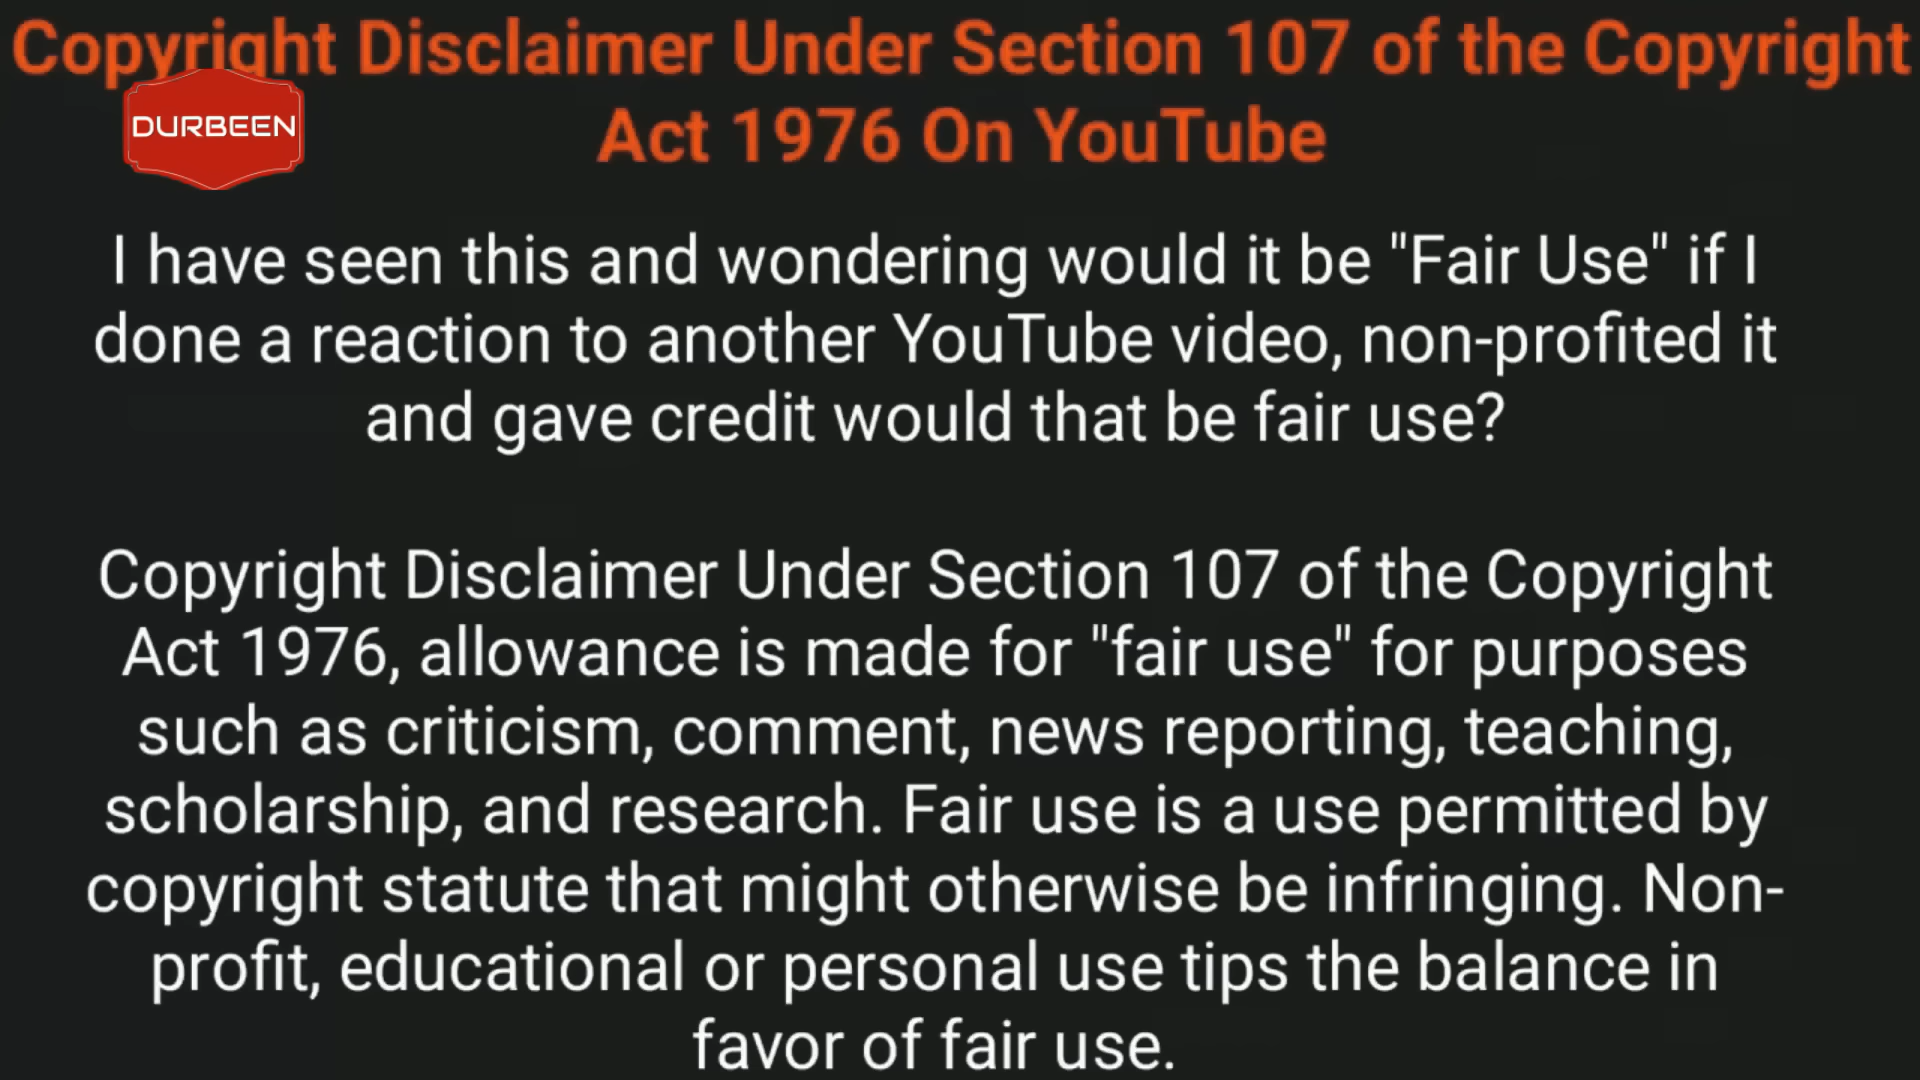 Copyright Disclaimer Under Section 107 of the Copyright
Act 1976 On YouTube
DURBEEN
I have seen this and wondering would it be "Fair Use" if I
done a reaction to another YouTube video, non-profited it
and gave credit would that be fair use?
Copyright Disclaimer Under Section 107 of the Copyright
Act 1976, allowance is made for "fair use" for purposes
such as criticism, comment, news reporting, teaching,
scholarship, and research. Fair use is a use permitted by
copyright statute that might otherwise be infringing. Non-
profit, educational or personal use tips the balance in
favor of fair use.